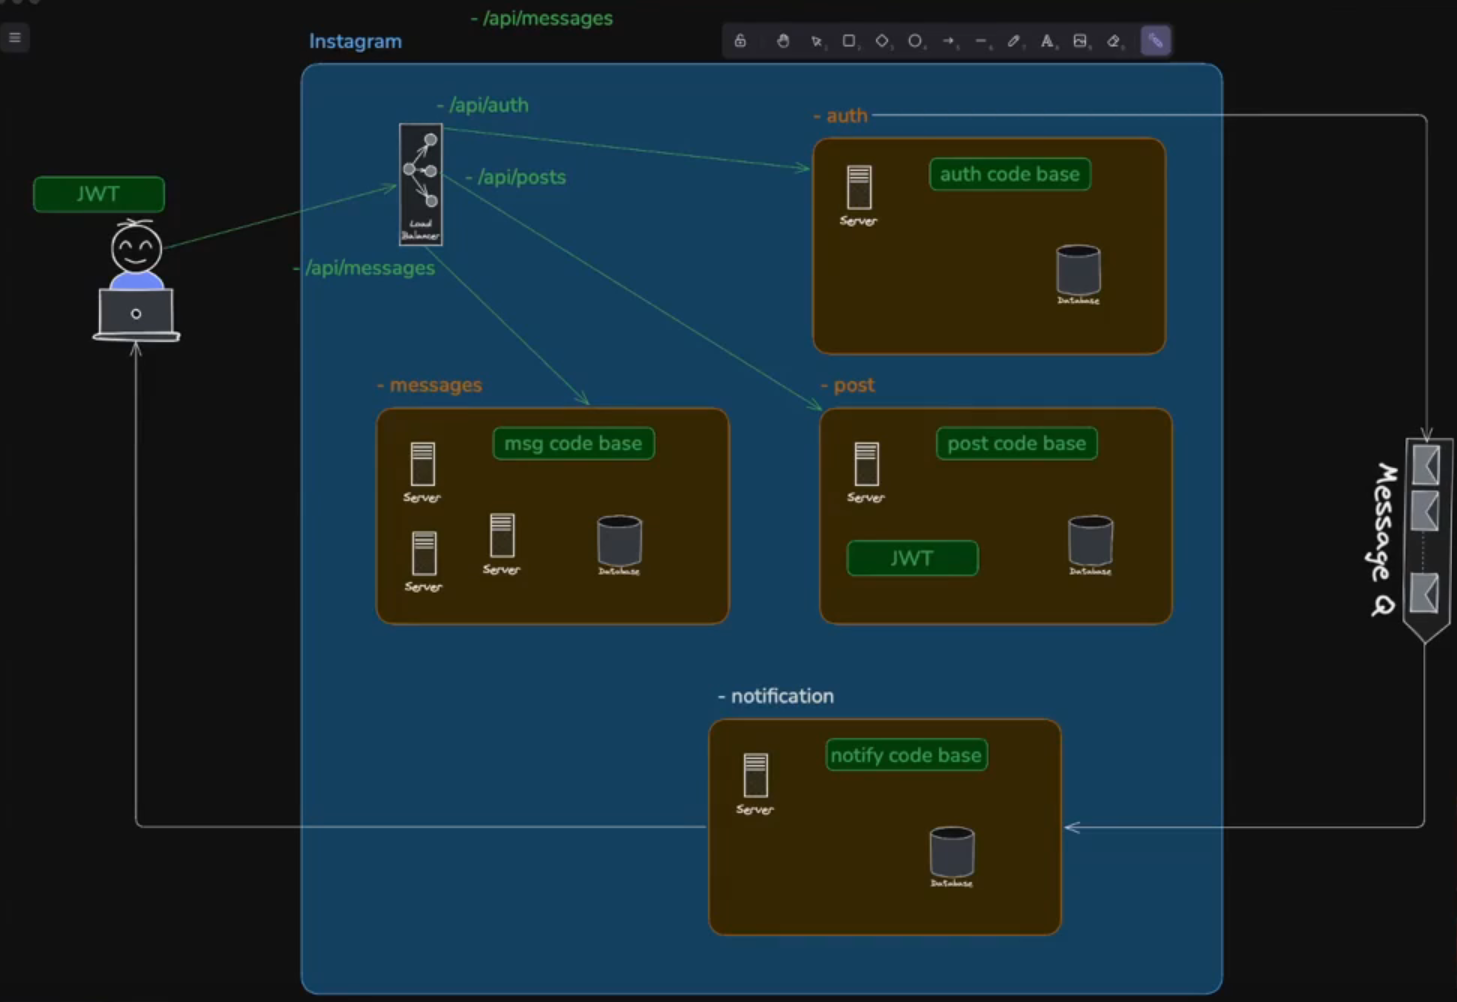 - /api/messages
Instagram
- /api/auth
- auth
JWT
auth code base
- /api/posts
Server
Load
Balancer
- /api/messages
Database
- messages
- post
msg code base
post code base
Server
Server
Message Q
Server
Server
Database
JWT
Database
- notification
notify code base
Server
Database